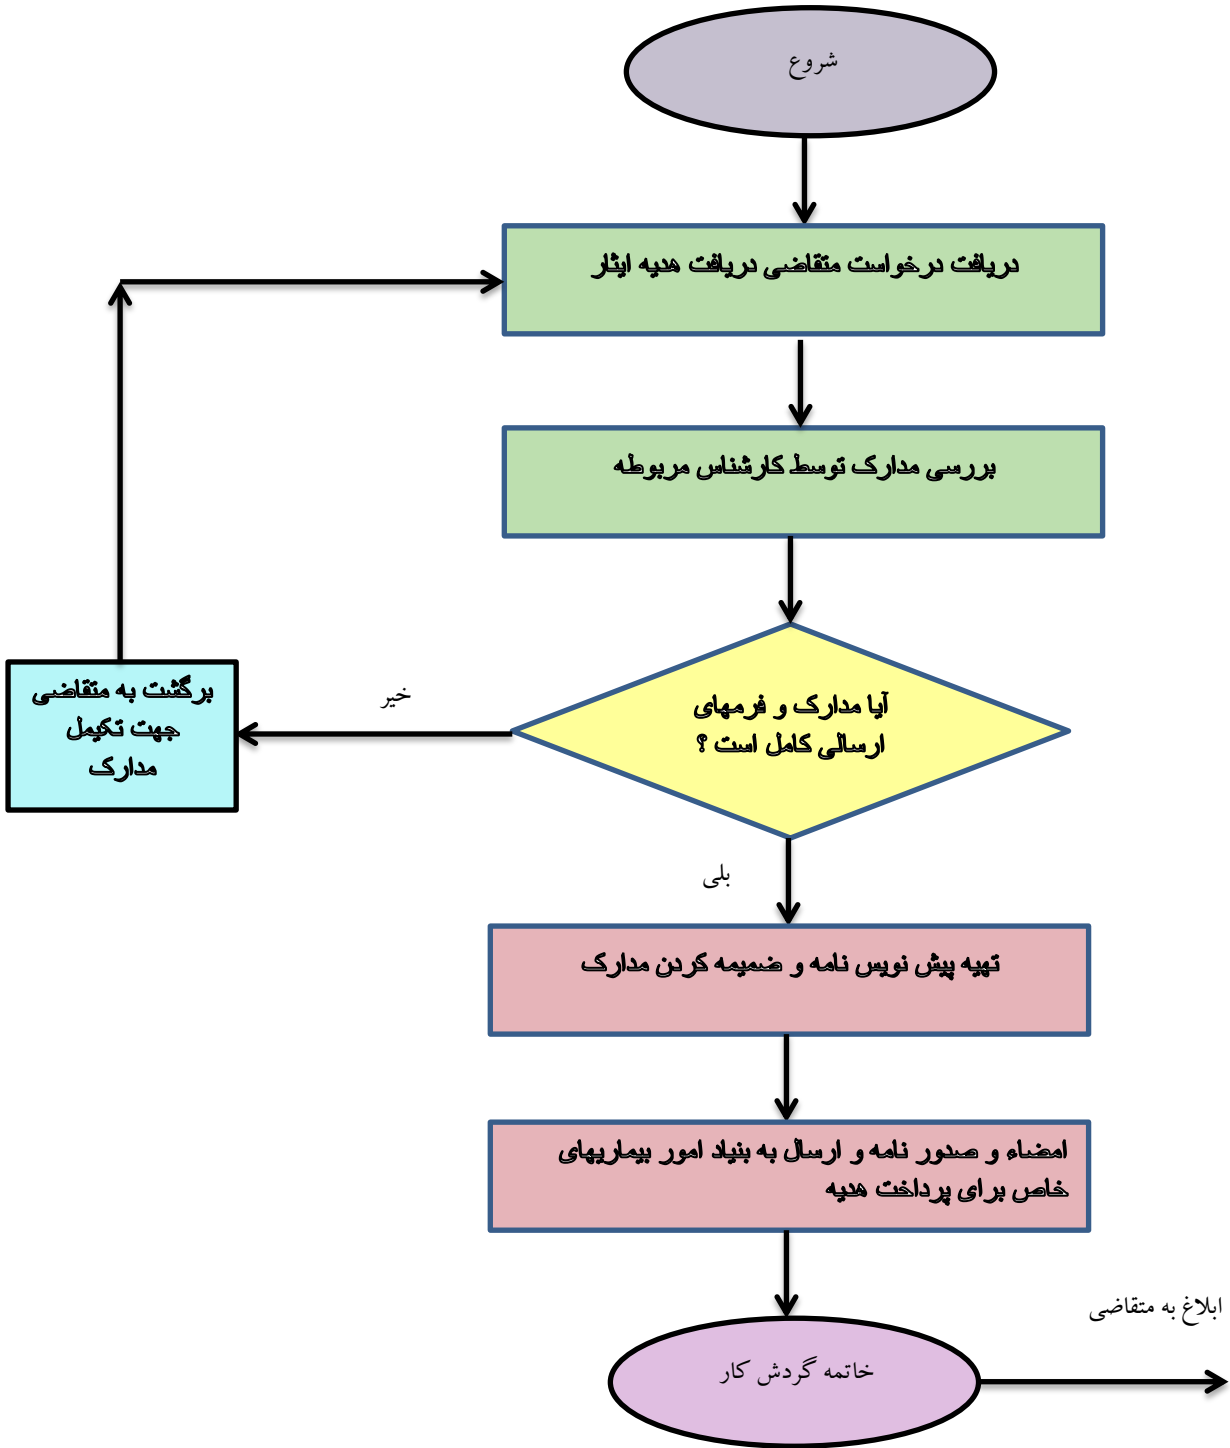 شروع
دریافت درخواست متقاضی دریافت هدیه ایثار
بررسی مدارک توسط کارشناس مربوطه
آیا مدارک و فرمهای
ارسالی کامل است ؟
خیر
برگشت به متقاضی
جهت تکیمل
مدارک
بلی
تهیه پیش نویس نامه و ضمیمه کردن مدارک
امضاء و صدور نامه و ارسال به بنیاد امور بیماریهای
خاص برای پرداخت هدیه
ابلاغ به متقاضی
خاتمه گردش کار